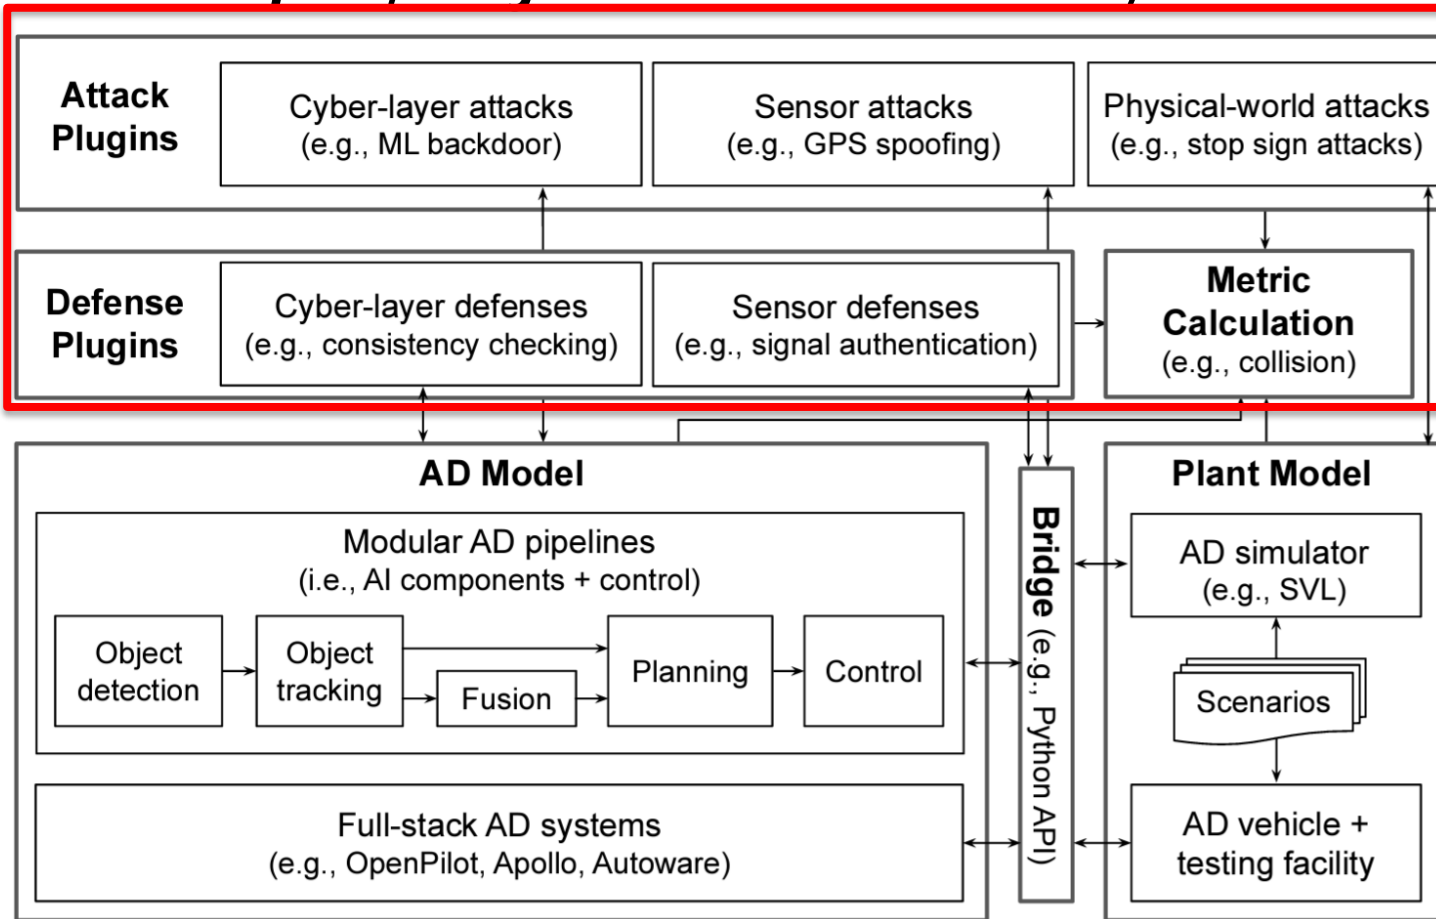 Attack
Plugins
Cyber-layer attacks
(e.g., ML backdoor)
Sensor attacks
(e.g., GPS spoofing)
Physical-world attacks
(e.g., stop sign attacks)
Defense
Plugins
Cyber-layer defenses
(e.g., consistency checking)
Sensor defenses
(e.g., signal authentication)
Metric
Calculation
(e.g., collision)
AD Model
Modular AD pipelines
(i.e., AI components + control)
Object
detection
Object
tracking
Fusion
Planning
Control
Full-stack AD systems
(e.g., OpenPilot, Apollo, Autoware)
Bridge (e.g., Python API)
Plant Model
AD simulator
(e.g., SVL)
Scenarios
AD vehicle +
testing facility